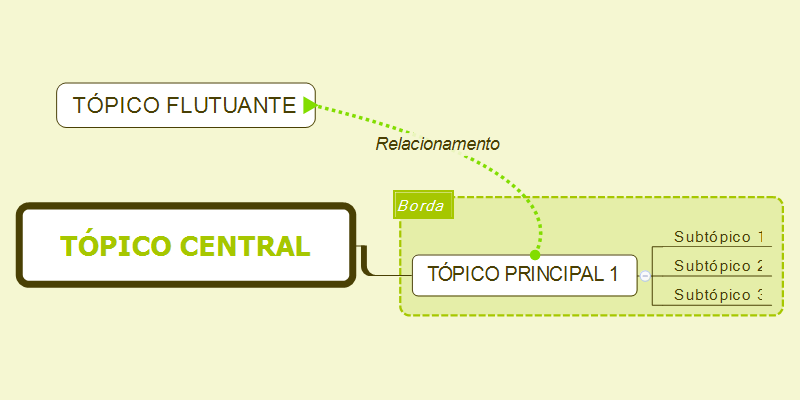 TÓPICO FLUTUANTE
Relacionamento
Borda
TÓPICO CENTRAL
TÓPICO PRINCIPAL 1
Subtópico 1
Subtópico 2
Subtópico 3